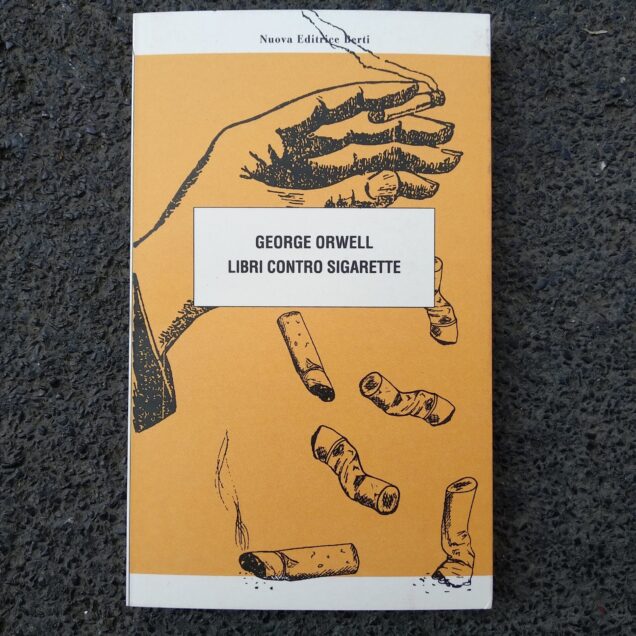 Nuova Editrice Berti
GEORGE ORWELL
LIBRI CONTRO SIGARETTE